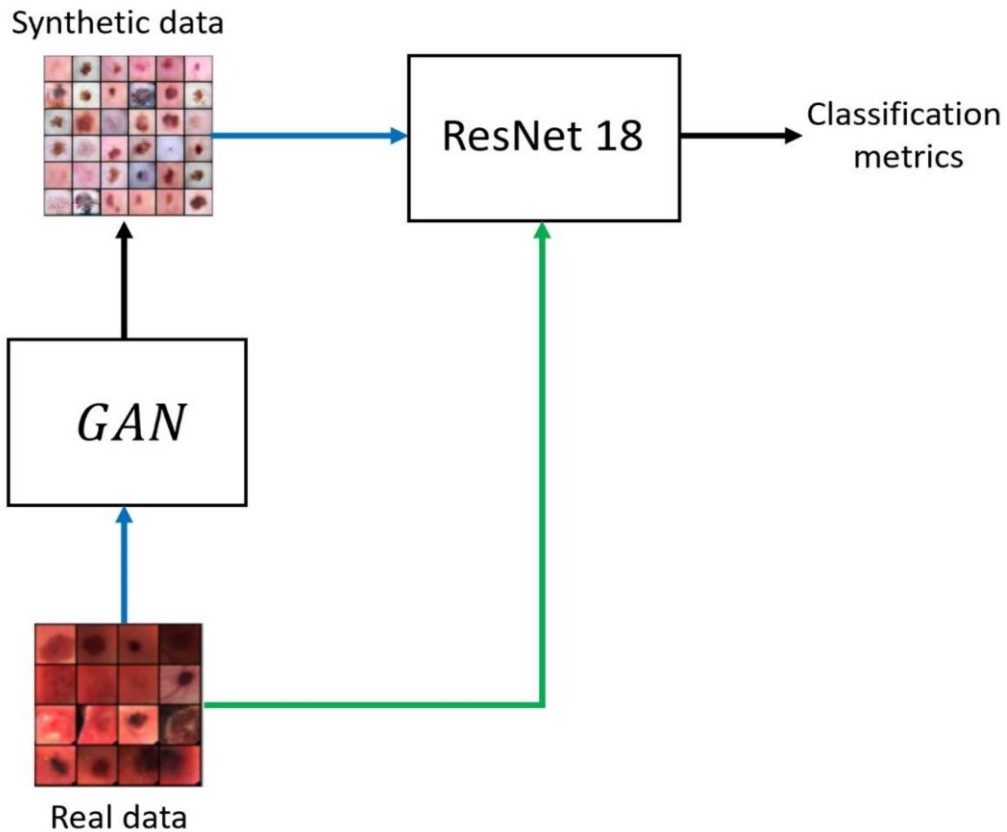 Synthetic data
ResNet 18
Classification
metrics
GAN
Real data